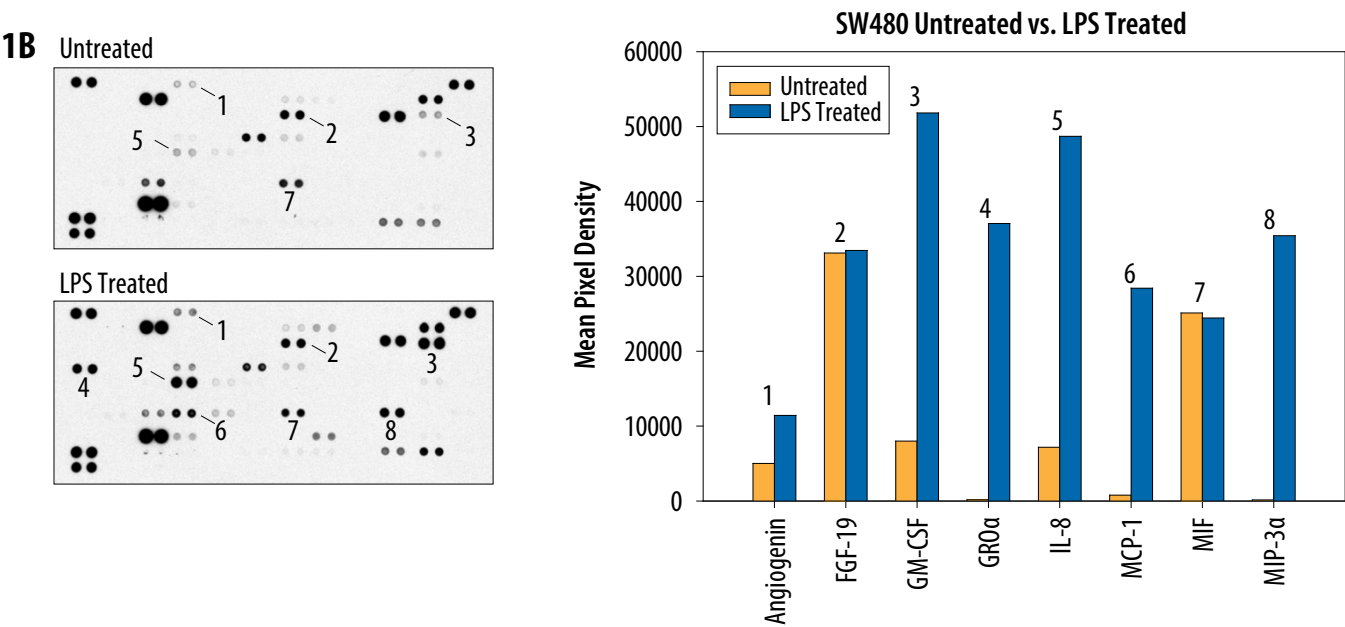 1B Untreated
1
2
3
5
7
LPS Treated
1
2
3
4
5
6
7
8
SW480 Untreated vs. LPS Treated
Untreated
LPS Treated
Mean Pixel Density
60000
50000
40000
30000
20000
10000
0
1
2
3
4
5
6
7
8
Angiogenin
FGF-19
GM-CSF
GROα
IL-8
MCP-1
MIF
MIP-3α